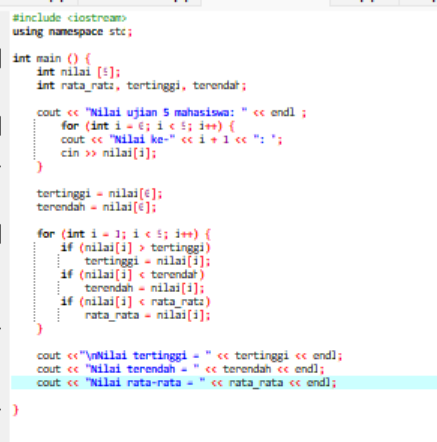 #include <iostream>
using namespace std;
int main () {
int nilai [5];
int rata_rata, tertinggi, terendah;
cout << "Nilai ujian 5 mahasiswa: " << endl ;
for (int i = 0; i < 5; i++) {
cout << "Nilai ke-" << i + 1 << ": ";
cin >> nilai[i];
}
tertinggi = nilai[0];
terendah = nilai[0];
for (int i = 1; i < 5; i++) {
if (nilai[i] > tertinggi)
tertinggi = nilai[i];
if (nilai[i] < terendah)
terendah = nilai[i];
if (nilai[i] < rata_rata)
rata_rata = nilai[i];
}
cout <<"\nNilai tertinggi = " << tertinggi << endl;
cout << "Nilai terendah = " << terendah << endl;
cout << "Nilai rata-rata = " << rata_rata << endl;
}